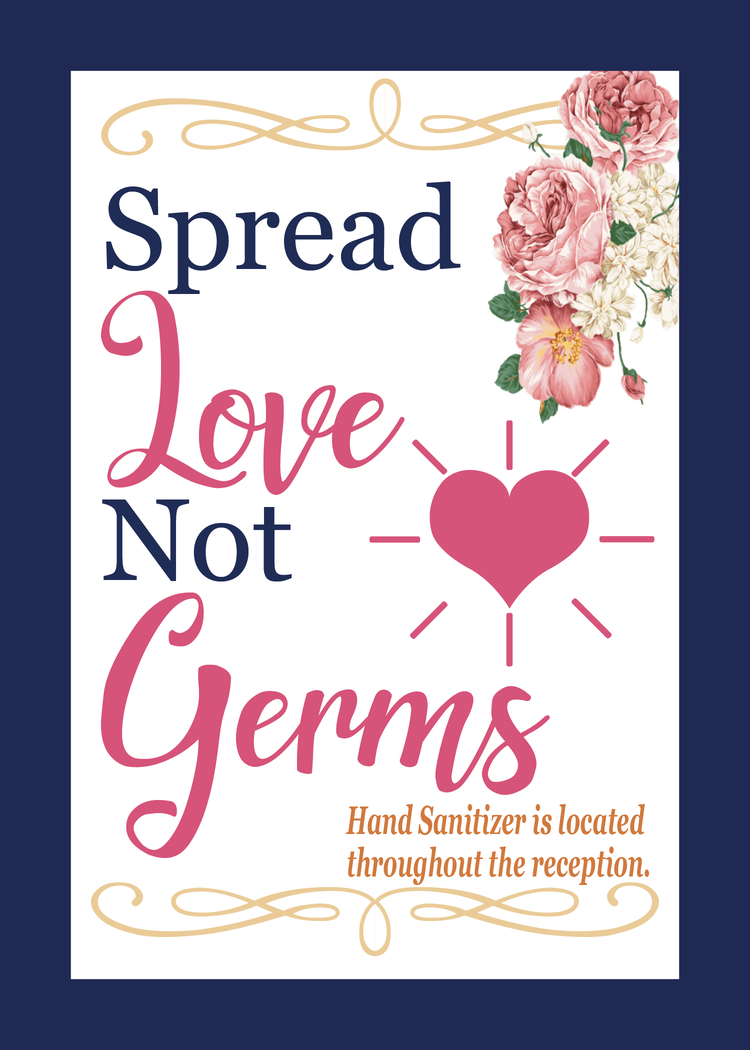 Spread
Love
Not
Germs
Hand Sanitizer is located
throughout the reception.